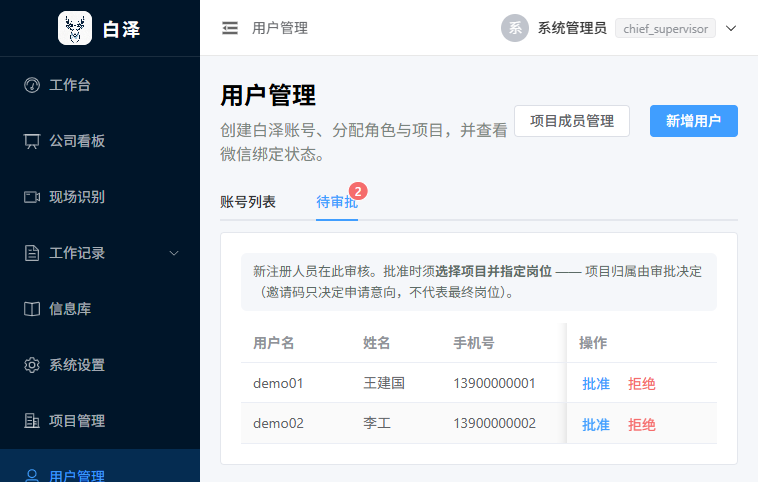 白泽
用户管理
系
系统管理员
chief_supervisor
工作台
公司看板
现场识别
工作记录
信息库
系统设置
项目管理
用户管理
用户管理
创建白泽账号、分配角色与项目，并查看
微信绑定状态。
项目成员管理
新增用户
账号列表
待审批
2
新注册人员在此审核。批准时须选择项目并指定岗位 —— 项目归属由审批决定
（邀请码只决定申请意向，不代表最终岗位）。
用户名 姓名 手机号 操作
demo01 王建国 13900000001 批准 拒绝
demo02 李工 13900000002 批准 拒绝